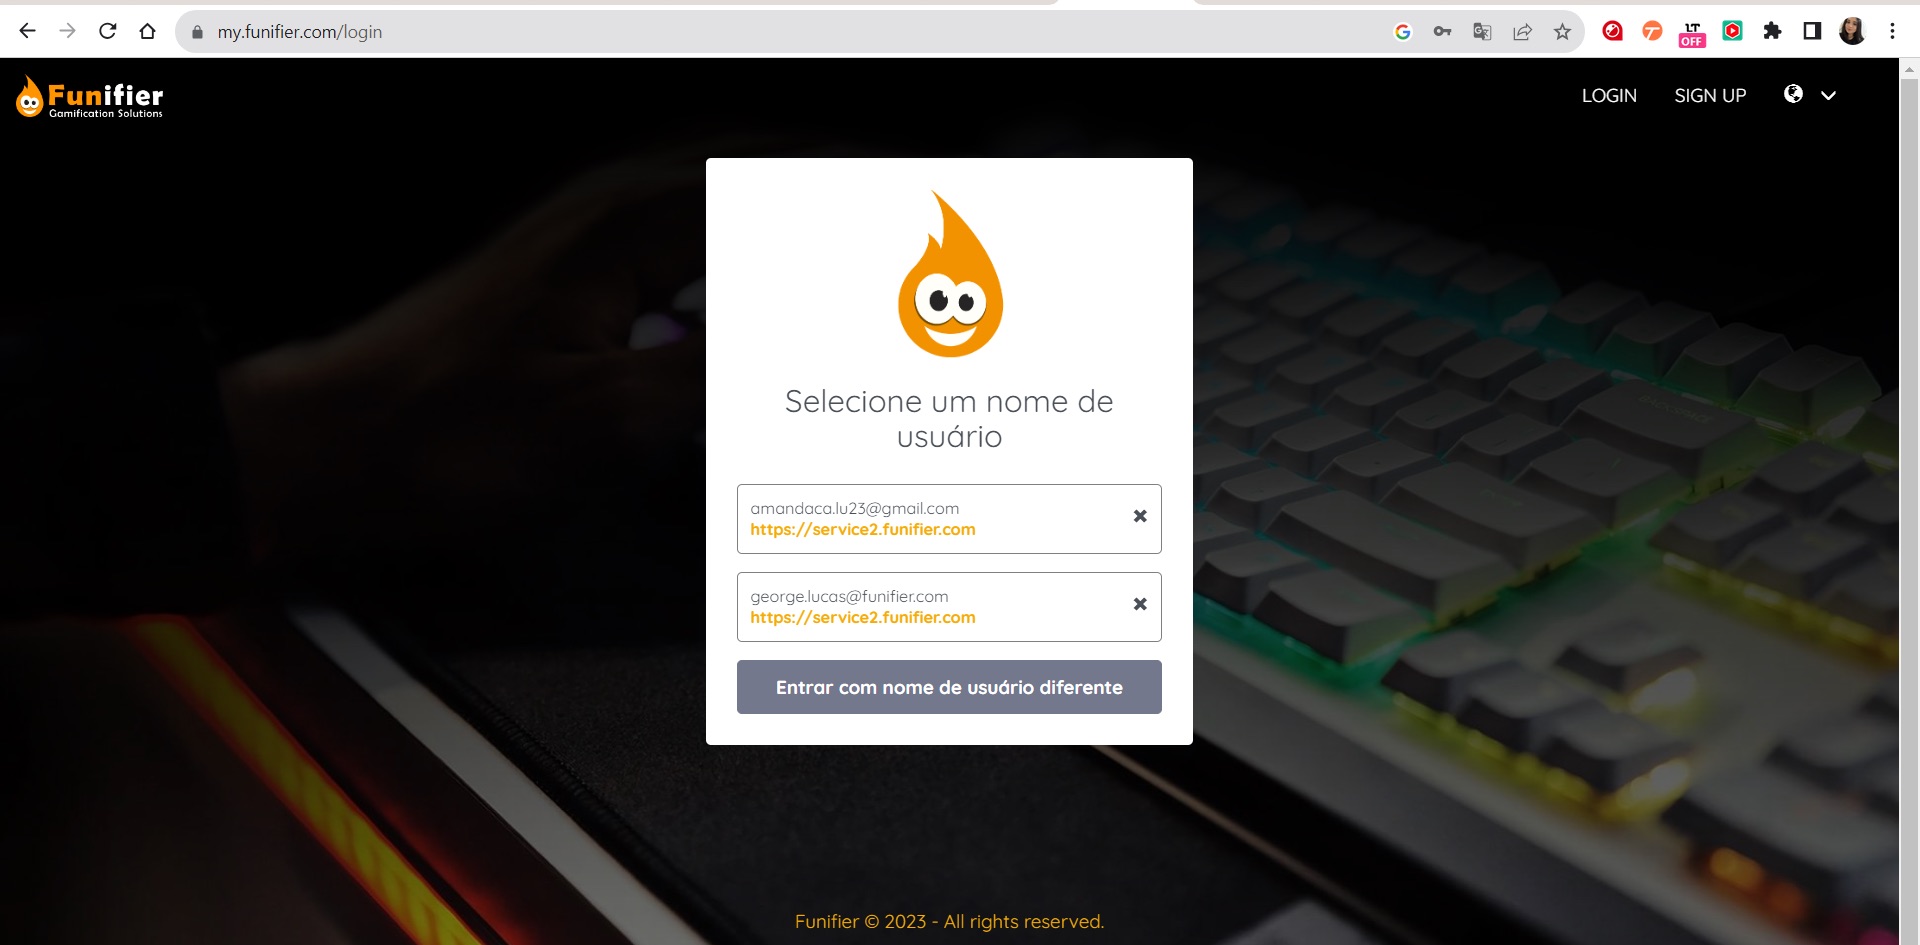 my.funifier.com/login
LT
OFF
Funifier
Gamification Solutions
LOGIN
SIGN UP
Selecione um nome de
usuário
amandaca.lu23@gmail.com
https://service2.funifier.com
george.lucas@funifier.com
https://service2.funifier.com
Entrar com nome de usuário diferente
BACKSPACE
Funifier © 2023 - All rights reserved.